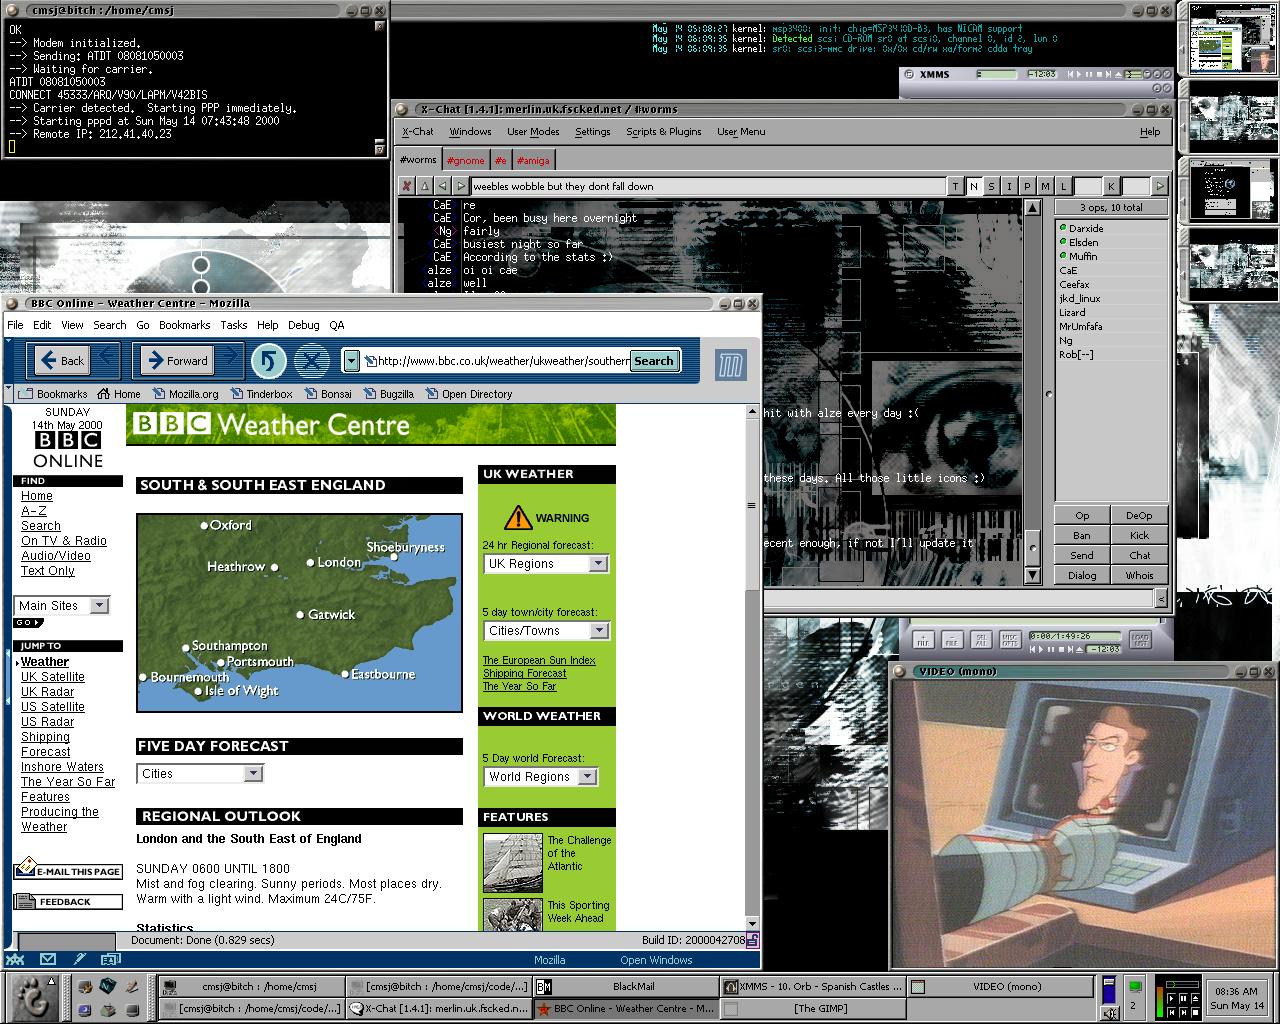 cmsj@bitch : /home/cmsj
OK
--> Modem initialized.
--> Sending: ATDT 08081050003
--> Waiting for carrier.
ATDT 08081050003
CONNECT 45333/ARQ/V90/LAPM/V42BIS
--> Carrier detected.  Starting PPP immediately.
--> Starting pppd at Sun May 14 07:43:48 2000
--> Remote IP: 212.41.40.23
May 14 06:08:27 kernel: msp3400: init: chip=MSP3410D-B3, has NICAM support
May 14 06:09:35 kernel: Detected scsi CD-ROM sr0 at scsi0, channel 0, id 2, lun 0
May 14 06:09:35 kernel: sr0: scsi3-mmc drive: 0x/0x cd/rw xa/form2 cdda tray
XMMS -12:03
X-Chat [1.4.1]: merlin.uk.fscked.net / #worms
X-Chat Windows User Modes Settings Scripts & Plugins User Menu Help
#worms #gnome #e #amiga
weebles wobble but they dont fall down T N S I P M L K
3 ops, 10 total
CaE re
CaE Cor, been busy here overnight
<Ng> fairly
CaE busiest night so far
CaE According to the stats :)
alze oi oi cae
alze well
hit with alze every day :(
these days. All those little icons :)
ecent enough, if not I'll update it
Darxide
Elsden
Muffin
CaE
Ceefax
jkd_linux
Lizard
MrUmfafa
Ng
Rob[--]
Op DeOp
Ban Kick
Send Chat
Dialog Whois
BBC Online - Weather Centre - Mozilla
File Edit View Search Go Bookmarks Tasks Help Debug QA
Back Forward http://www.bbc.co.uk/weather/ukweather/southern Search
Bookmarks Home Mozilla.org Tinderbox Bonsai Bugzilla Open Directory
SUNDAY
14th May 2000
BBC
ONLINE
FIND
Home
A-Z
Search
On TV & Radio
Audio/Video
Text Only
Main Sites
GO
JUMP TO
Weather
UK Satellite
UK Radar
US Satellite
US Radar
Shipping
Forecast
Inshore Waters
The Year So Far
Features
Producing the
Weather
E-MAIL THIS PAGE
FEEDBACK
BBC Weather Centre
SOUTH & SOUTH EAST ENGLAND
Oxford
Shoeburyness
Heathrow
London
Gatwick
Southampton
Portsmouth
Bournemouth
Eastbourne
Isle of Wight
FIVE DAY FORECAST
Cities
REGIONAL OUTLOOK
London and the South East of England
SUNDAY 0600 UNTIL 1800
Mist and fog clearing. Sunny periods. Most places dry.
Warm with a light wind. Maximum 24C/75F.
Statistics
UK WEATHER
WARNING
24 hr Regional forecast:
UK Regions
5 day town/city forecast:
Cities/Towns
The European Sun Index
Shipping Forecast
The Year So Far
WORLD WEATHER
5 Day world Forecast:
World Regions
FEATURES
The Challenge
of the
Atlantic
This Sporting
Week Ahead
Document: Done (0.829 secs) Build ID: 2000042708
Mozilla Open Windows
+ FILE - FILE SEL ALL MISC OPTS 0:00/1:49:26 LOAD LIST
-12:03
VIDEO (mono)
cmsj@bitch : /home/cmsj [cmsj@bitch : /home/cmsj/code/...] BM BlackMail XMMS - 10. Orb - Spanish Castles ... VIDEO (mono)
[cmsj@bitch : /home/cmsj/code/...] X-Chat [1.4.1]: merlin.uk.fscked.n... BBC Online - Weather Centre - M... [The GIMP]
2
08:36 AM
Sun May 14